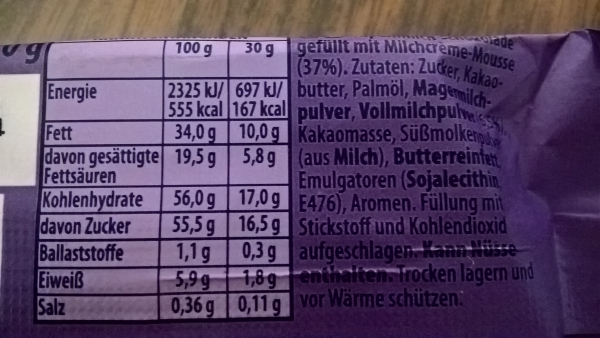 100 g 30 g
Energie 2325 kJ/ 697 kJ/
555 kcal 167 kcal
Fett 34,0 g 10,0 g
davon gesättigte 19,5 g 5,8 g
Fettsäuren
Kohlenhydrate 56,0 g 17,0 g
davon Zucker 55,5 g 16,5 g
Ballaststoffe 1,1 g 0,3 g
Eiweiß 5,9 g 1,8 g
Salz 0,36 g 0,11 g
gefüllt mit Milchcreme-Mousse
(37%). Zutaten: Zucker, Kakao-
butter, Palmöl, Magermilch-
pulver, Vollmilchpulver
Kakaomasse, Süßmolkenpulver
(aus Milch), Butterreinfett,
Emulgatoren (Sojalecithin,
E476), Aromen. Füllung mit
Stickstoff und Kohlendioxid
aufgeschlagen. Kann Nüsse
enthalten. Trocken lagern und
vor Wärme schützen.